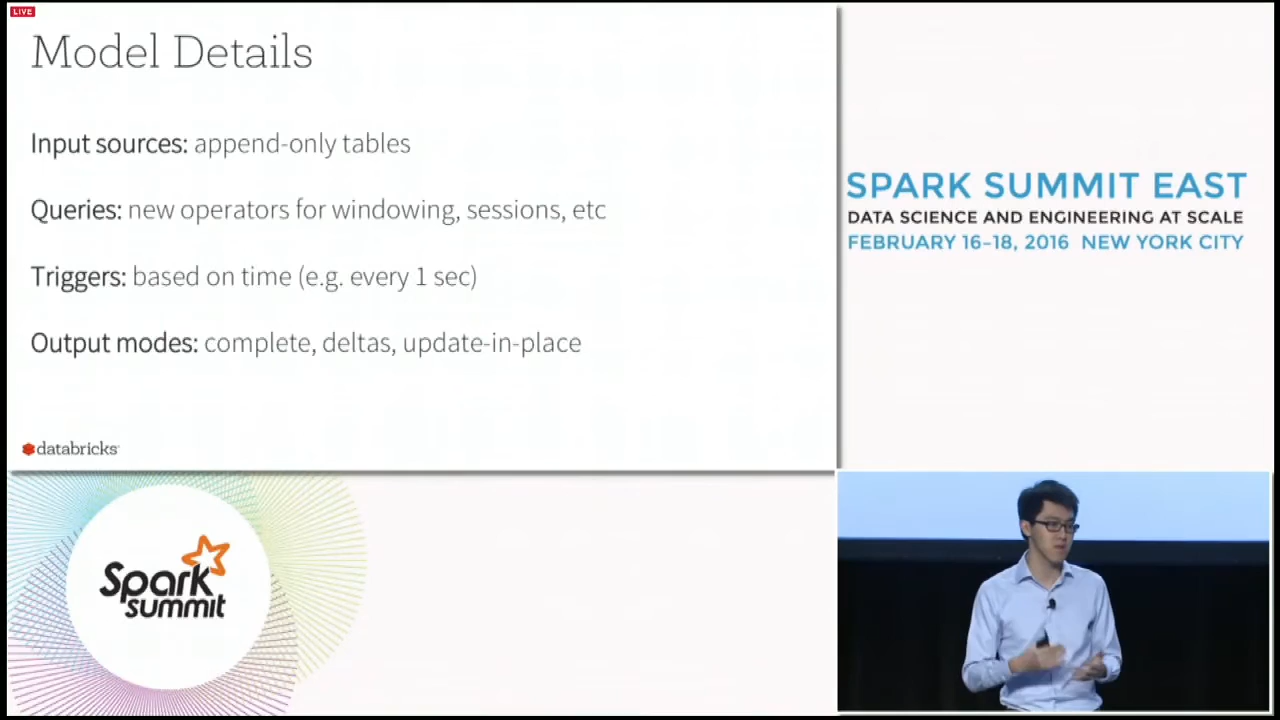 LIVE
Model Details
Input sources: append-only tables
Queries: new operators for windowing, sessions, etc
Triggers: based on time (e.g. every 1 sec)
Output modes: complete, deltas, update-in-place
databricks
SPARK SUMMIT EAST
DATA SCIENCE AND ENGINEERING AT SCALE
FEBRUARY 16-18, 2016 NEW YORK CITY
Spark
summit